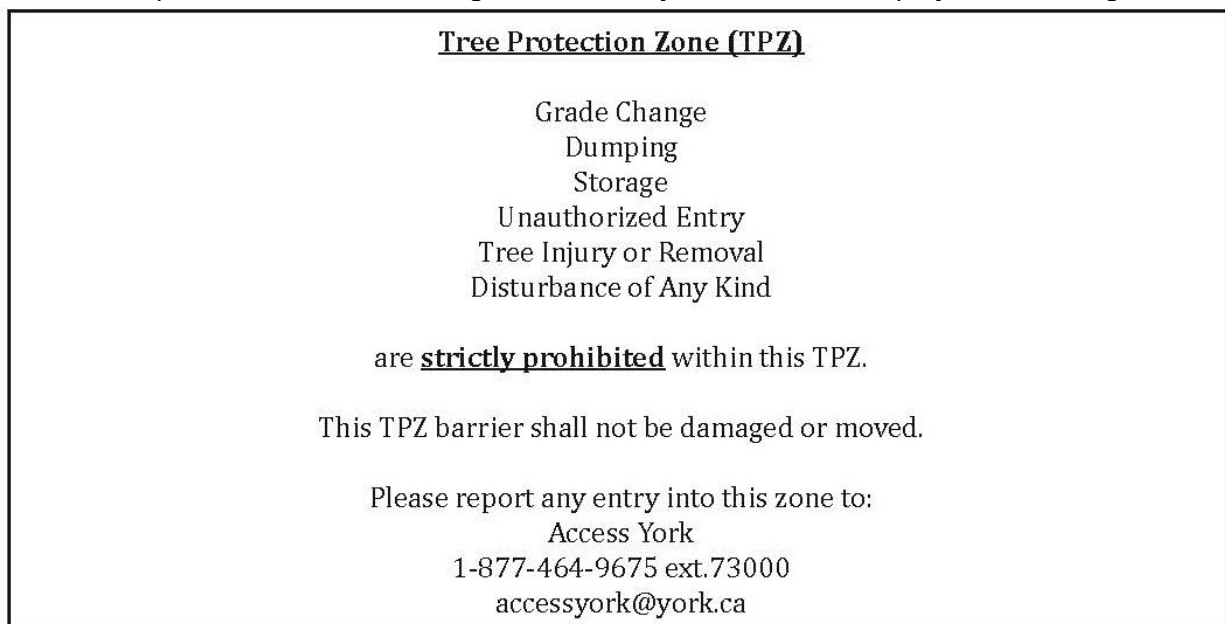 Tree Protection Zone (TPZ)
Grade Change
Dumping
Storage
Unauthorized Entry
Tree Injury or Removal
Disturbance of Any Kind
are strictly prohibited within this TPZ.
This TPZ barrier shall not be damaged or moved.
Please report any entry into this zone to:
Access York
1-877-464-9675 ext.73000
accessyork@york.ca